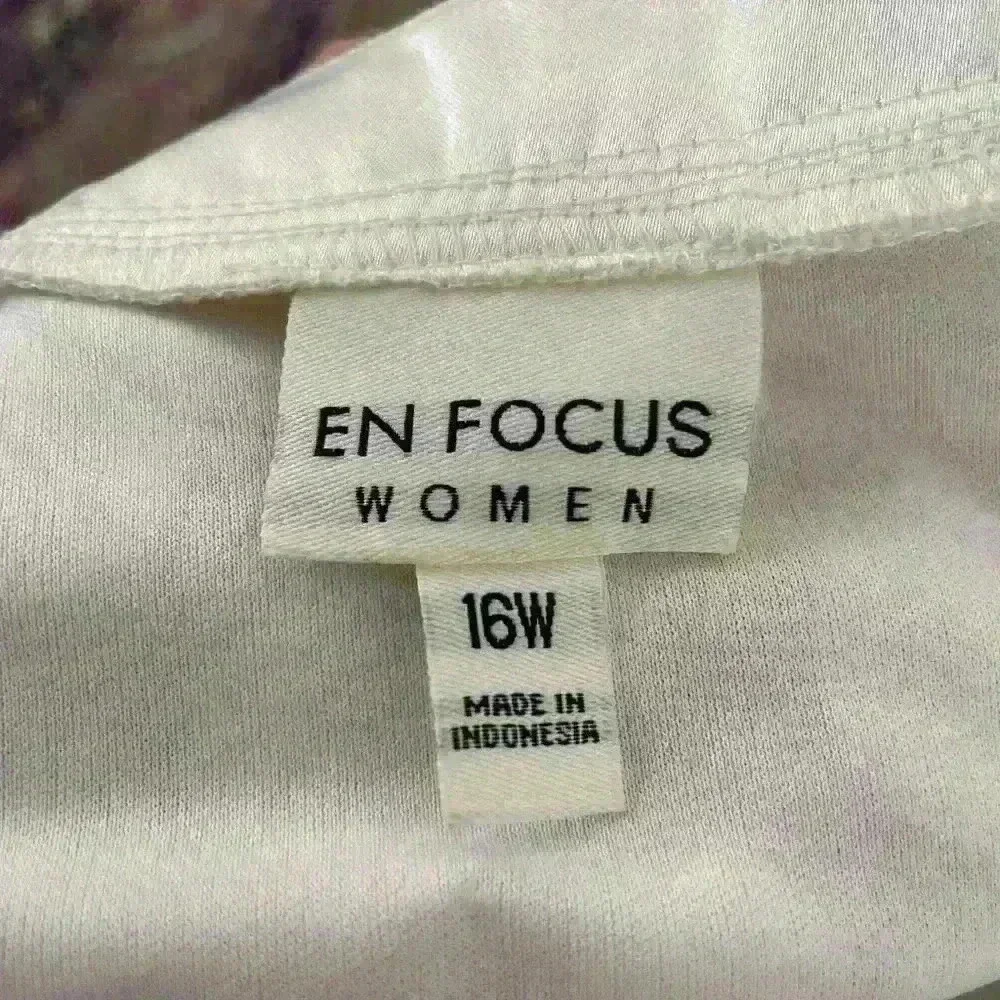 EN FOCUS
WOMEN
16W
MADE IN
INDONESIA